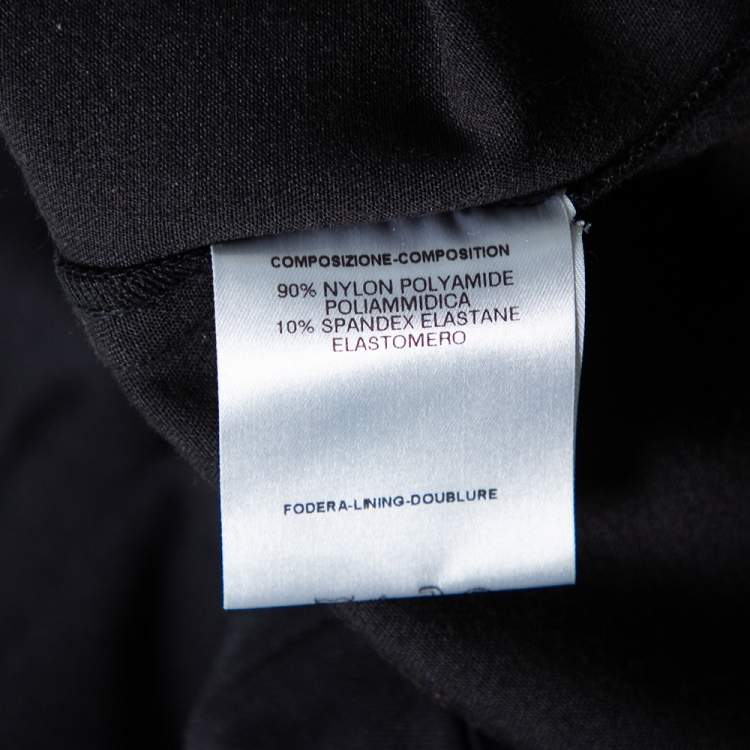 COMPOSIZIONE-COMPOSITION
90% NYLON POLYAMIDE
POLIAMMIDICA
10% SPANDEX ELASTANE
ELASTOMERO
FODERA-LINING-DOUBLURE